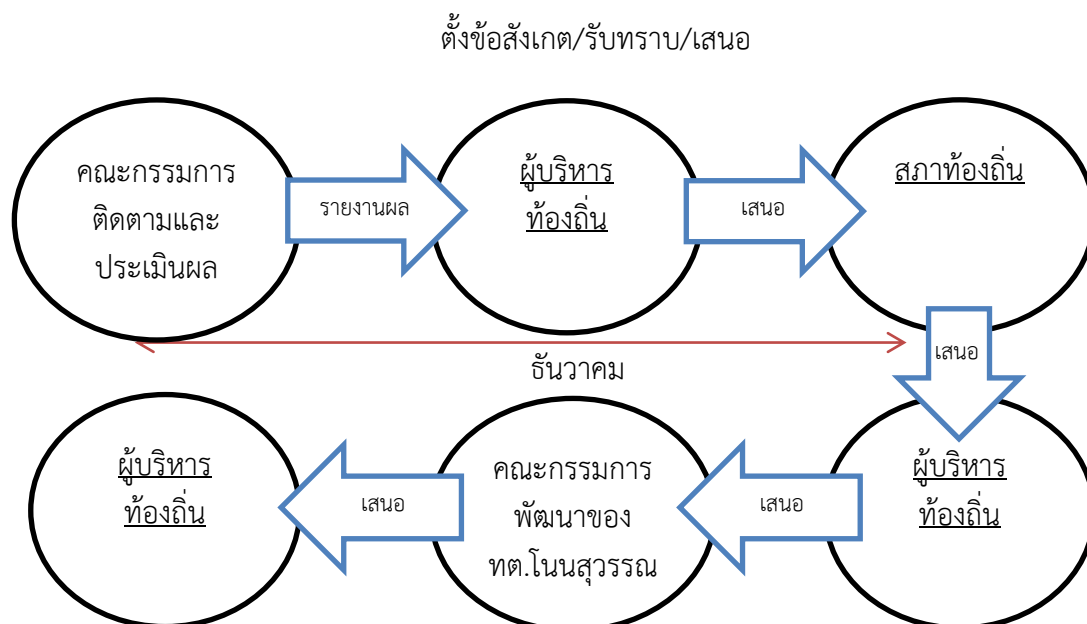 ตั้งข้อสังเกต/รับทราบ/เสนอ
คณะกรรมการ
ติดตามและ
ประเมินผล
รายงานผล
ผู้บริหาร
ท้องถิ่น
เสนอ
สภาท้องถิ่น
ธันวาคม
เสนอ
ผู้บริหาร
ท้องถิ่น
เสนอ
คณะกรรมการ
พัฒนาของ
ทต.โนนสุวรรณ
เสนอ
ผู้บริหาร
ท้องถิ่น